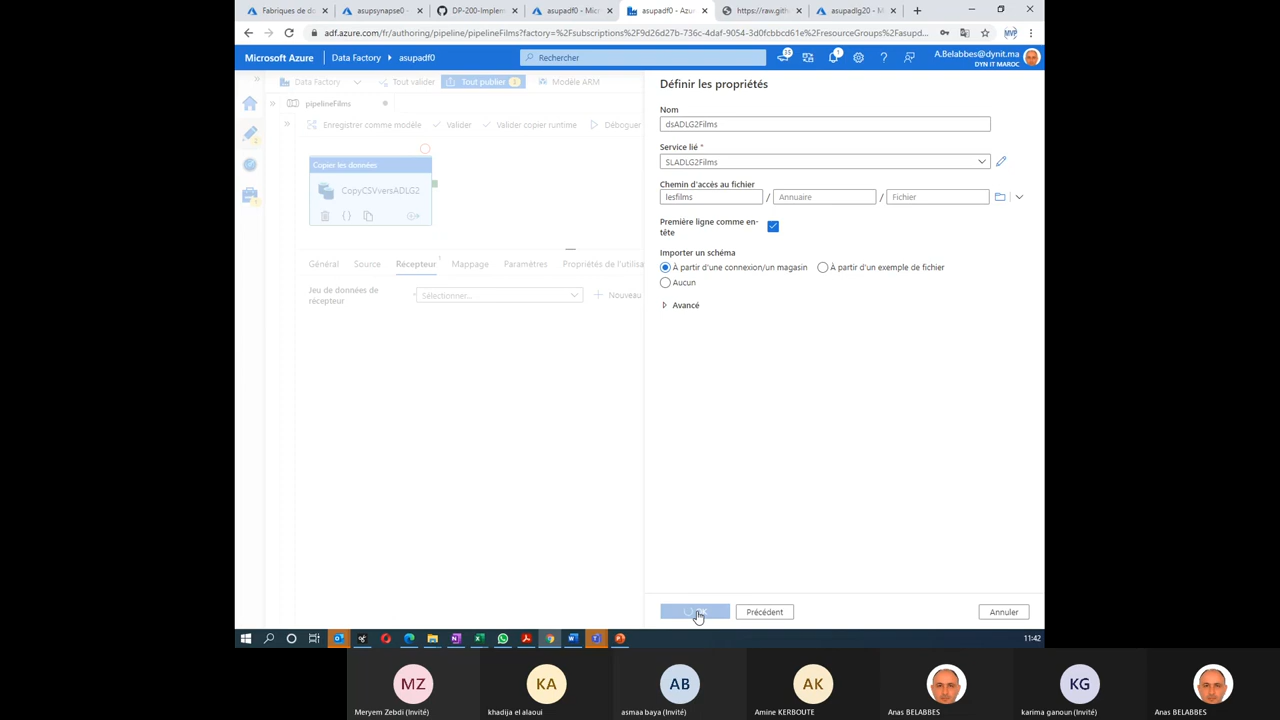 Fabriques de do
asupsynapse0
DP-200-Implem
asupadf0 - Micr
asupadf0 - Azu
https://raw.gith
asupadlg20 - M
adf.azure.com/fr/authoring/pipeline/pipelineFilms?factory=%2Fsubscriptions%2F9d26d27b-736c-4daf-9054-3d0fcbbcd61e%2FresourceGroups%2Fasupd...
Microsoft Azure
Data Factory
asupadf0
Rechercher
35
1
A.Belabbes@dynit.ma
DYN IT MAROC
Data Factory
Tout valider
Tout publier
Modèle ARM
pipelineFilms
Enregistrer comme modèle
Valider
Valider copier runtime
Déboguer
Copier les données
CopyCSVversADLG2
Général
Source
Récepteur
Mappage
Paramètres
Propriétés de l'utilisa
Jeu de données de
récepteur
Sélectionner...
Nouveau
Définir les propriétés
Nom
dsADLG2Films
Service lié *
SLADLG2Films
Chemin d'accès au fichier
lesfilms / Annuaire / Fichier
Première ligne comme en-
tête
Importer un schéma
À partir d'une connexion/un magasin
À partir d'un exemple de fichier
Aucun
Avancé
OK
Précédent
Annuler
11:42
MZ
KA
AB
AK
KG
Meryem Zebdi (Invité)
khadija el alaoui
asmaa baya (Invité)
Amine KERBOUTE
Anas BELABBES
karima ganoun (Invité)
Anas BELABBES